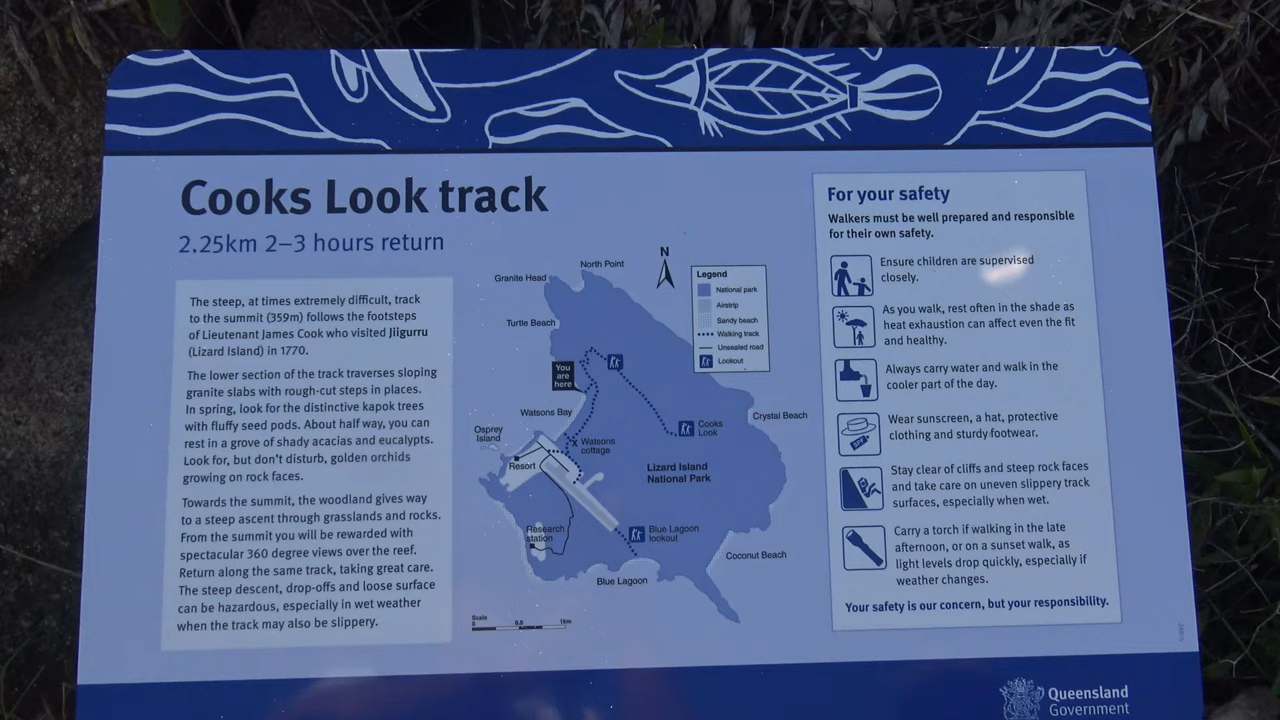 Cooks Look track
2.25km 2–3 hours return
The steep, at times extremely difficult, track
to the summit (359m) follows the footsteps
of Lieutenant James Cook who visited Jiigurru
(Lizard Island) in 1770.
The lower section of the track traverses sloping
granite slabs with rough-cut steps in places.
In spring, look for the distinctive kapok trees
with fluffy seed pods. About half way, you can
rest in a grove of shady acacias and eucalypts.
Look for, but don't disturb, golden orchids
growing on rock faces.
Towards the summit, the woodland gives way
to a steep ascent through grasslands and rocks.
From the summit you will be rewarded with
spectacular 360 degree views over the reef.
Return along the same track, taking great care.
The steep descent, drop-offs and loose surface
can be hazardous, especially in wet weather
when the track may also be slippery.
North Point
Granite Head
N
Turtle Beach
You
are
here
Watsons Bay
Osprey
Island
Watsons
cottage
Resort
Cooks
Look
Crystal Beach
Lizard Island
National Park
Research
station
Blue Lagoon
lookout
Coconut Beach
Blue Lagoon
Scale
0 0.5 1km
Legend
National park
Airstrip
Sandy beach
Walking track
Unsealed road
Lookout
For your safety
Walkers must be well prepared and responsible
for their own safety.
Ensure children are supervised
closely.
As you walk, rest often in the shade as
heat exhaustion can affect even the fit
and healthy.
Always carry water and walk in the
cooler part of the day.
SPF
Wear sunscreen, a hat, protective
clothing and sturdy footwear.
Stay clear of cliffs and steep rock faces
and take care on uneven slippery track
surfaces, especially when wet.
Carry a torch if walking in the late
afternoon, or on a sunset walk, as
light levels drop quickly, especially if
weather changes.
Your safety is our concern, but your responsibility.
Queensland
Government